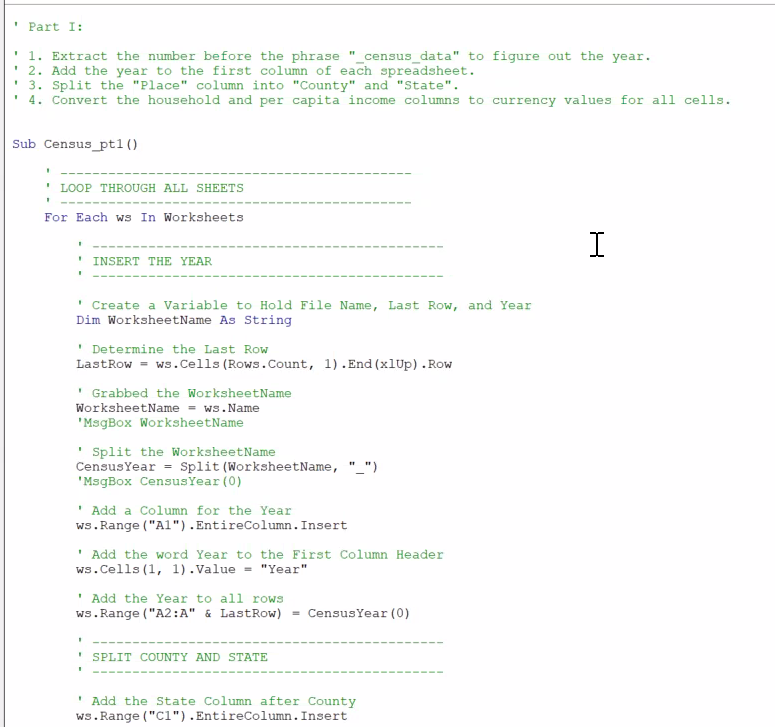 ' Part I:
' 1. Extract the number before the phrase "_census_data" to figure out the year.
' 2. Add the year to the first column of each spreadsheet.
' 3. Split the "Place" column into "County" and "State".
' 4. Convert the household and per capita income columns to currency values for all cells.
Sub Census_pt1()
' --------------------------------------------
' LOOP THROUGH ALL SHEETS
' --------------------------------------------
For Each ws In Worksheets
' --------------------------------------------
' INSERT THE YEAR
' --------------------------------------------
' Create a Variable to Hold File Name, Last Row, and Year
Dim WorksheetName As String
' Determine the Last Row
LastRow = ws.Cells(Rows.Count, 1).End(xlUp).Row
' Grabbed the WorksheetName
WorksheetName = ws.Name
'MsgBox WorksheetName
' Split the WorksheetName
CensusYear = Split(WorksheetName, "_")
'MsgBox CensusYear(0)
' Add a Column for the Year
ws.Range("A1").EntireColumn.Insert
' Add the word Year to the First Column Header
ws.Cells(1, 1).Value = "Year"
' Add the Year to all rows
ws.Range("A2:A" & LastRow) = CensusYear(0)
' --------------------------------------------
' SPLIT COUNTY AND STATE
' --------------------------------------------
' Add the State Column after County
ws.Range("C1").EntireColumn.Insert